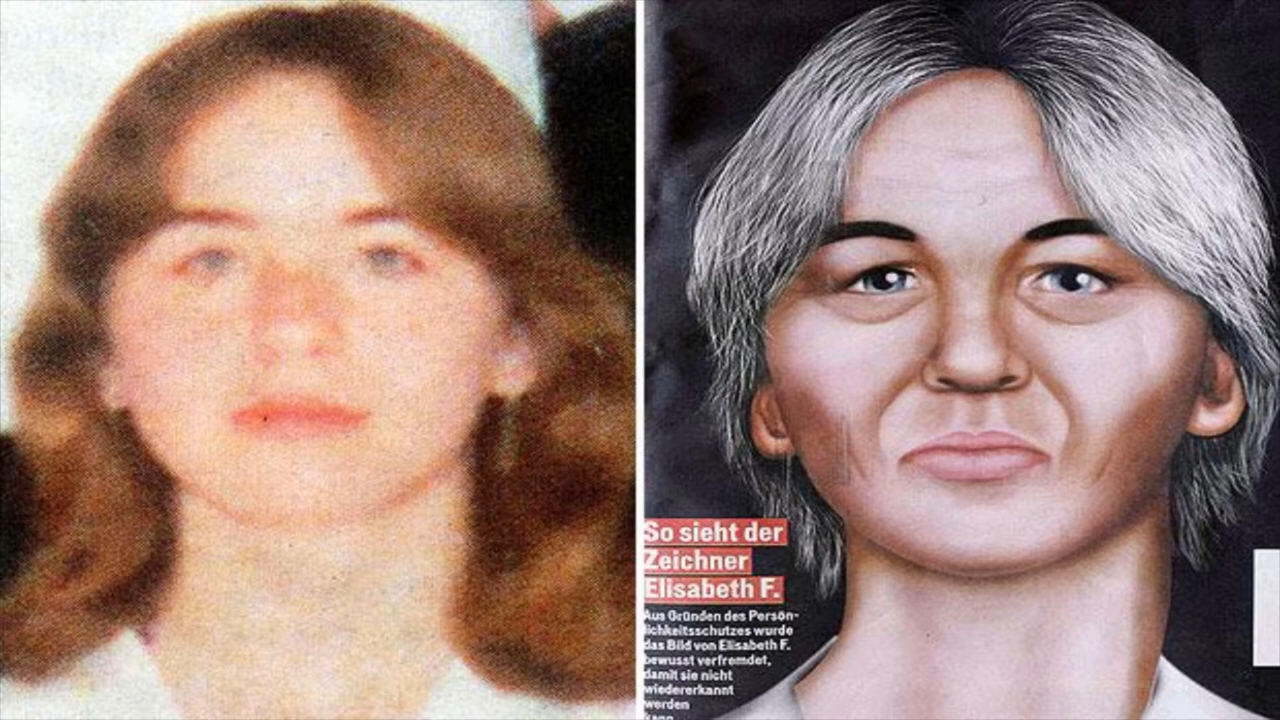 So sieht der
Zeichner
Elisabeth F.
Aus Gründen des Persön-
lichkeitsschutzes wurde
das Bild von Elisabeth F.
bewusst verfremdet,
damit sie nicht
wiedererkannt
werden
kann